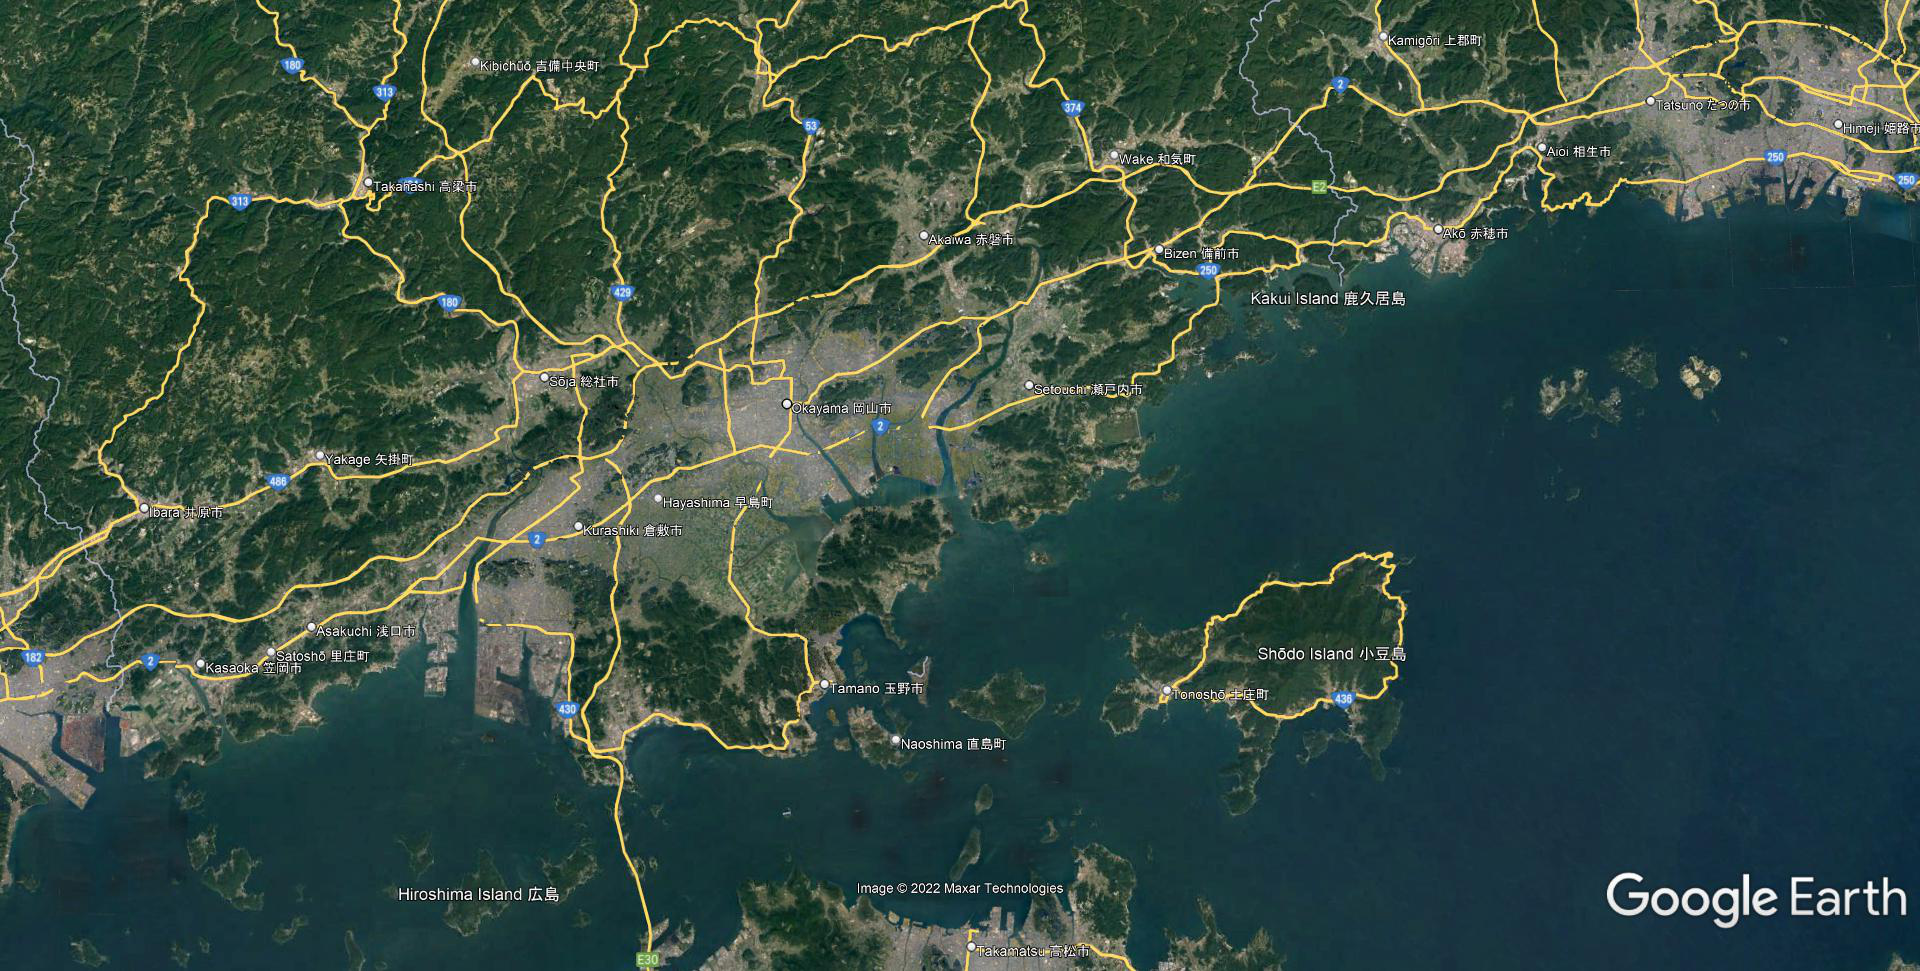 Kamigōri 上郡町
Kibichūō 吉備中央町
180
2
313
Tatsuno たつの市
374
53
Himeji 姫路市
Aioi 相生市
250
Wake 和気町
250
Takahashi 高梁市
E2
313
Akō 赤穂市
Akaiwa 赤磐市
Bizen 備前市
250
429
Kakui Island 鹿久居島
180
Sōja 総社市
Setouchi 瀬戸内市
Okayama 岡山市
2
Yakage 矢掛町
486
Hayashima 早島町
Ibara 井原市
Kurashiki 倉敷市
2
Asakuchi 浅口市
Shōdo Island 小豆島
182
2
Satoshō 里庄町
Kasaoka 笠岡市
Tamano 玉野市
Tonoshō 土庄町
436
430
Naoshima 直島町
Image © 2022 Maxar Technologies
Hiroshima Island 広島
Google Earth
Takamatsu 高松市
E30